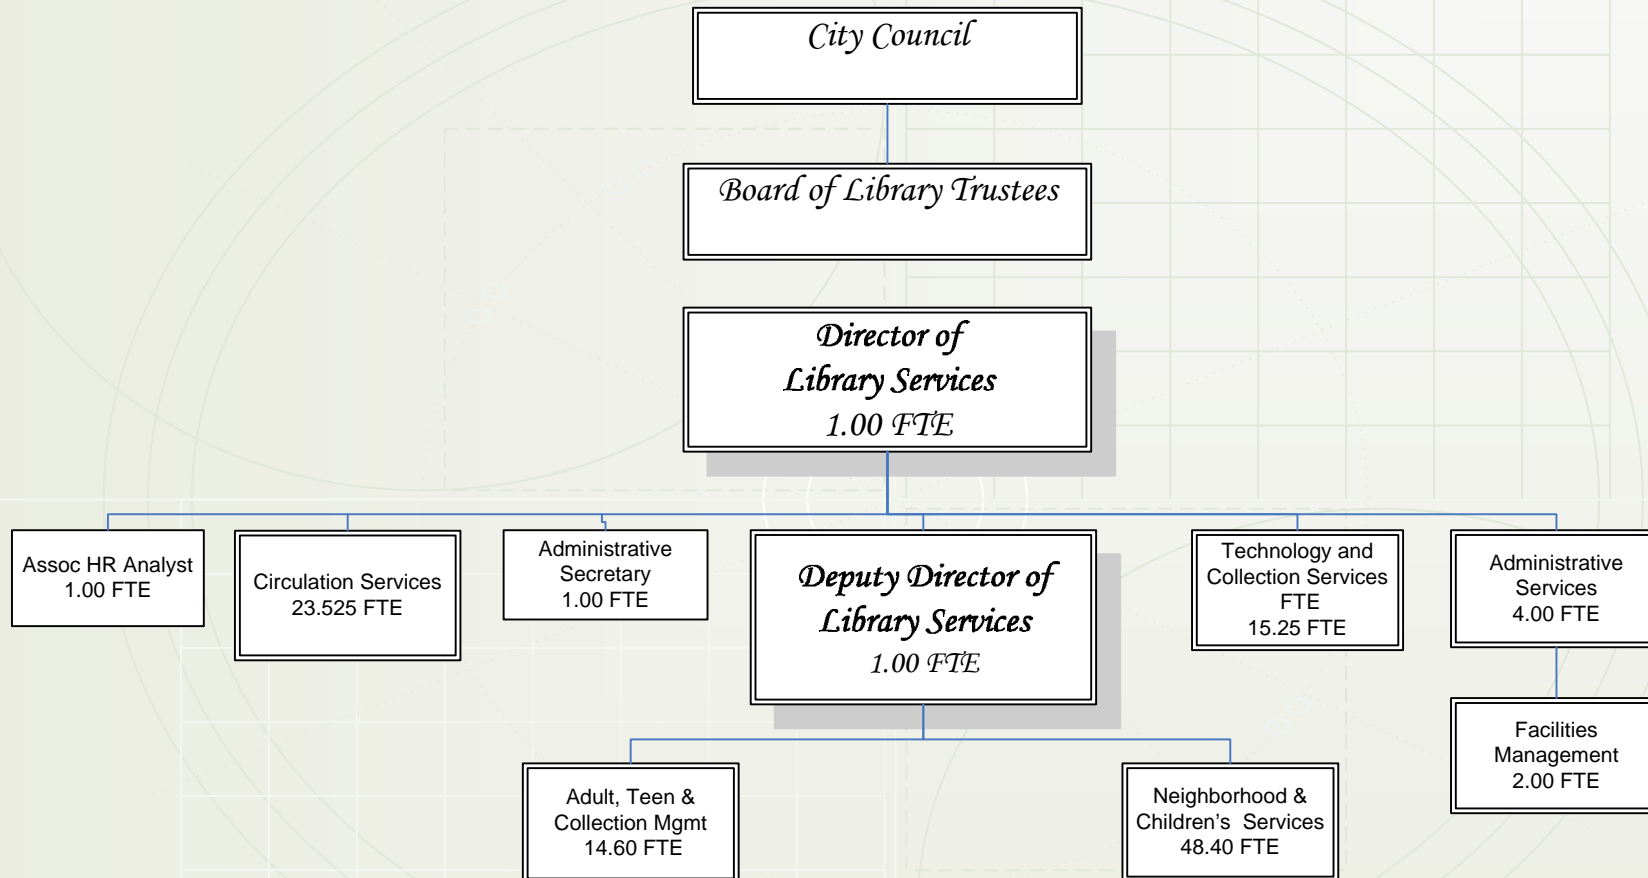 City Council
Board of Library Trustees
Director of
Library Services
1.00 FTE
Assoc HR Analyst
1.00 FTE
Circulation Services
23.525 FTE
Administrative
Secretary
1.00 FTE
Deputy Director of
Library Services
1.00 FTE
Technology and
Collection Services
FTE
15.25 FTE
Administrative
Services
4.00 FTE
Facilities
Management
2.00 FTE
Adult, Teen &
Collection Mgmt
14.60 FTE
Neighborhood &
Children’s  Services
48.40 FTE